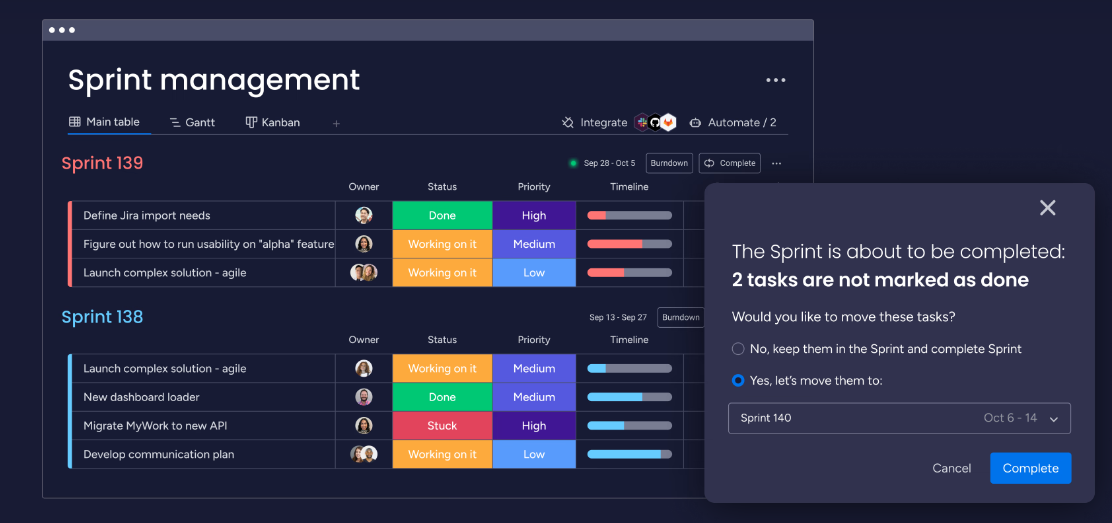 Sprint management
Main table Gantt Kanban + Integrate Automate / 2
Sprint 139 Sep 28 - Oct 5 Burndown Complete
Owner Status Priority Timeline
Define Jira import needs Done High
Figure out how to run usability on "alpha" feature Working on it Medium
Launch complex solution - agile Working on it Low
Sprint 138 Sep 13 - Sep 27 Burndown
Owner Status Priority Timeline
Launch complex solution - agile Working on it Medium
New dashboard loader Done Medium
Migrate MyWork to new API Stuck High
Develop communication plan Working on it Low
The Sprint is about to be completed:
2 tasks are not marked as done
Would you like to move these tasks?
No, keep them in the Sprint and complete Sprint
Yes, let's move them to:
Sprint 140 Oct 6 - 14
Cancel Complete